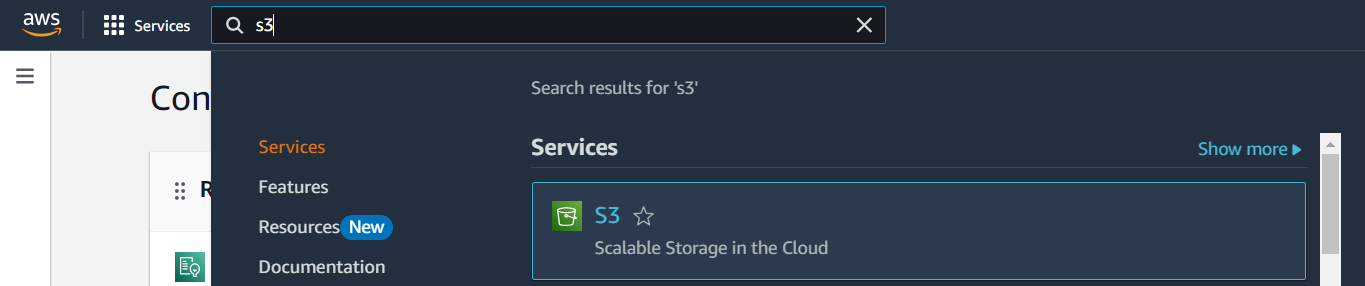 aws
Services
s3
Con
Search results for 's3'
Services
Features
Resources New
Documentation
Services
Show more
S3
Scalable Storage in the Cloud
R